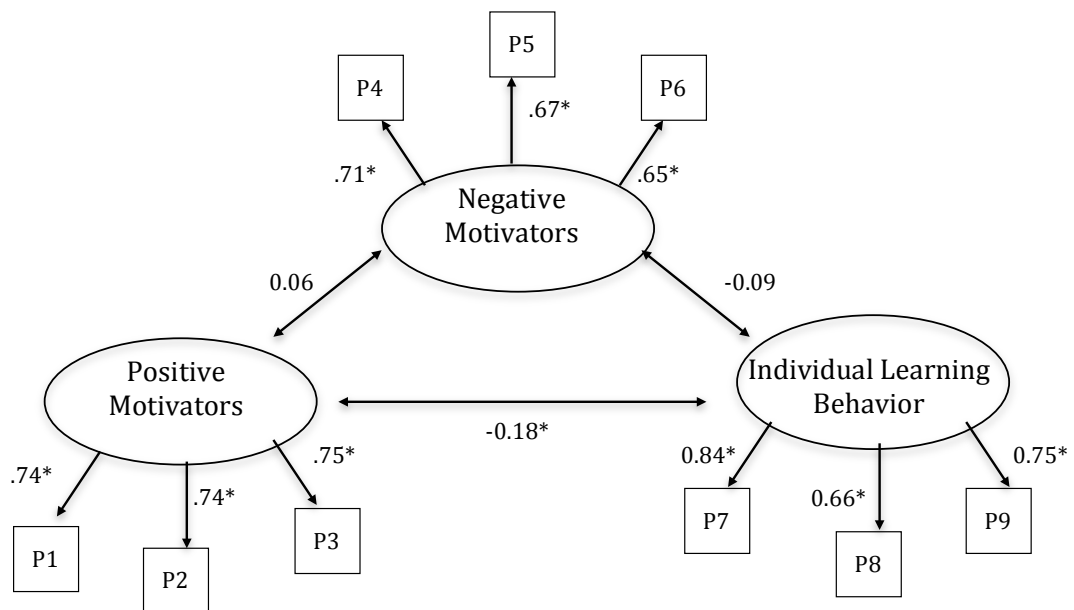 P5
P4
P6
.67*
.71*
.65*
Negative
Motivators
0.06
-0.09
Positive
Motivators
Individual Learning
Behavior
-0.18*
.74*
.74*
.75*
0.84*
0.66*
0.75*
P1
P2
P3
P7
P8
P9